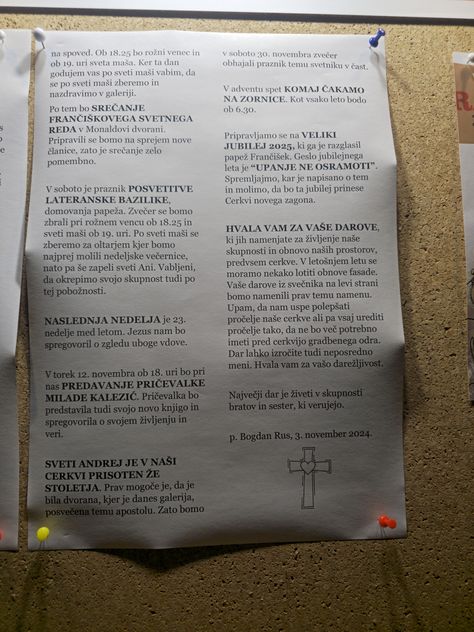 na spoved. Ob 18.25 bo rožni venec in
ob 19. uri sveta maša. Ker ta dan
godujem vas po sveti maši vabim, da
se po sveti maši zberemo in
nazdravimo v galeriji.
Po tem bo SREČANJE
FRANČIŠKOVEGA SVETNEGA
REDA v Monaldovi dvorani.
Pripravili se bomo na sprejem nove
članice, zato je srečanje zelo
pomembno.
V soboto je praznik POSVETITVE
LATERANSKE BAZILIKE,
domovanja papeža. Zvečer se bomo
zbrali pri rožnem vencu ob 18.25 in
sveti maši ob 19. uri. Po sveti maši se
zberemo za oltarjem kjer bomo
najprej molili nedeljske večernice,
nato pa še zapeli sveti Ani. Vabljeni,
da okrepimo svojo skupnost tudi po
tej pobožnosti.
NASLEDNJA NEDELJA je 23.
nedelje med letom. Jezus nam bo
spregovoril o zgledu uboge vdove.
V torek 12. novembra ob 18. uri bo pri
nas PREDAVANJE PRIČEVALKE
MILADE KALEZIĆ. Pričevalka bo
predstavila tudi svojo novo knjigo in
spregovorila o svojem življenju in
veri.
SVETI ANDREJ JE V NAŠI
CERKVI PRISOTEN ŽE
STOLETJA. Prav mogoče je, da je
bila dvorana, kjer je danes galerija,
posvečena temu apostolu. Zato bomo
v soboto 30. novembra zvečer
obhajali praznik temu svetniku v čast.
V adventu spet KOMAJ ČAKAMO
NA ZORNICE. Kot vsako leto bodo
ob 6.30.
Pripravljamo se na VELIKI
JUBILEJ 2025, ki ga je razglasil
papež Frančišek. Geslo jubilejnega
leta je “UPANJE NE OSRAMOTI”.
Spremljajmo, kar je napisano o tem
in molimo, da bo ta jubilej prinese
Cerkvi novega zagona.
HVALA VAM ZA VAŠE DAROVE,
ki jih namenjate za življenje naše
skupnosti in obnovo naših prostorov,
predvsem cerkve. V letošnjem letu se
moramo nekako lotiti obnove fasade.
Vaše darove iz svečnika na levi strani
bomo namenili prav temu namenu.
Upam, da nam uspe polepšati
pročelje naše cerkve ali pa vsaj urediti
pročelje tako, da ne bo več potrebno
imeti pred cerkvijo gradbenega odra.
Dar lahko izročite tudi neposredno
meni. Hvala vam za vašo darežljivost.
Največji dar je živeti v skupnosti
bratov in sester, ki verujejo.
p. Bogdan Rus, 3. november 2024.